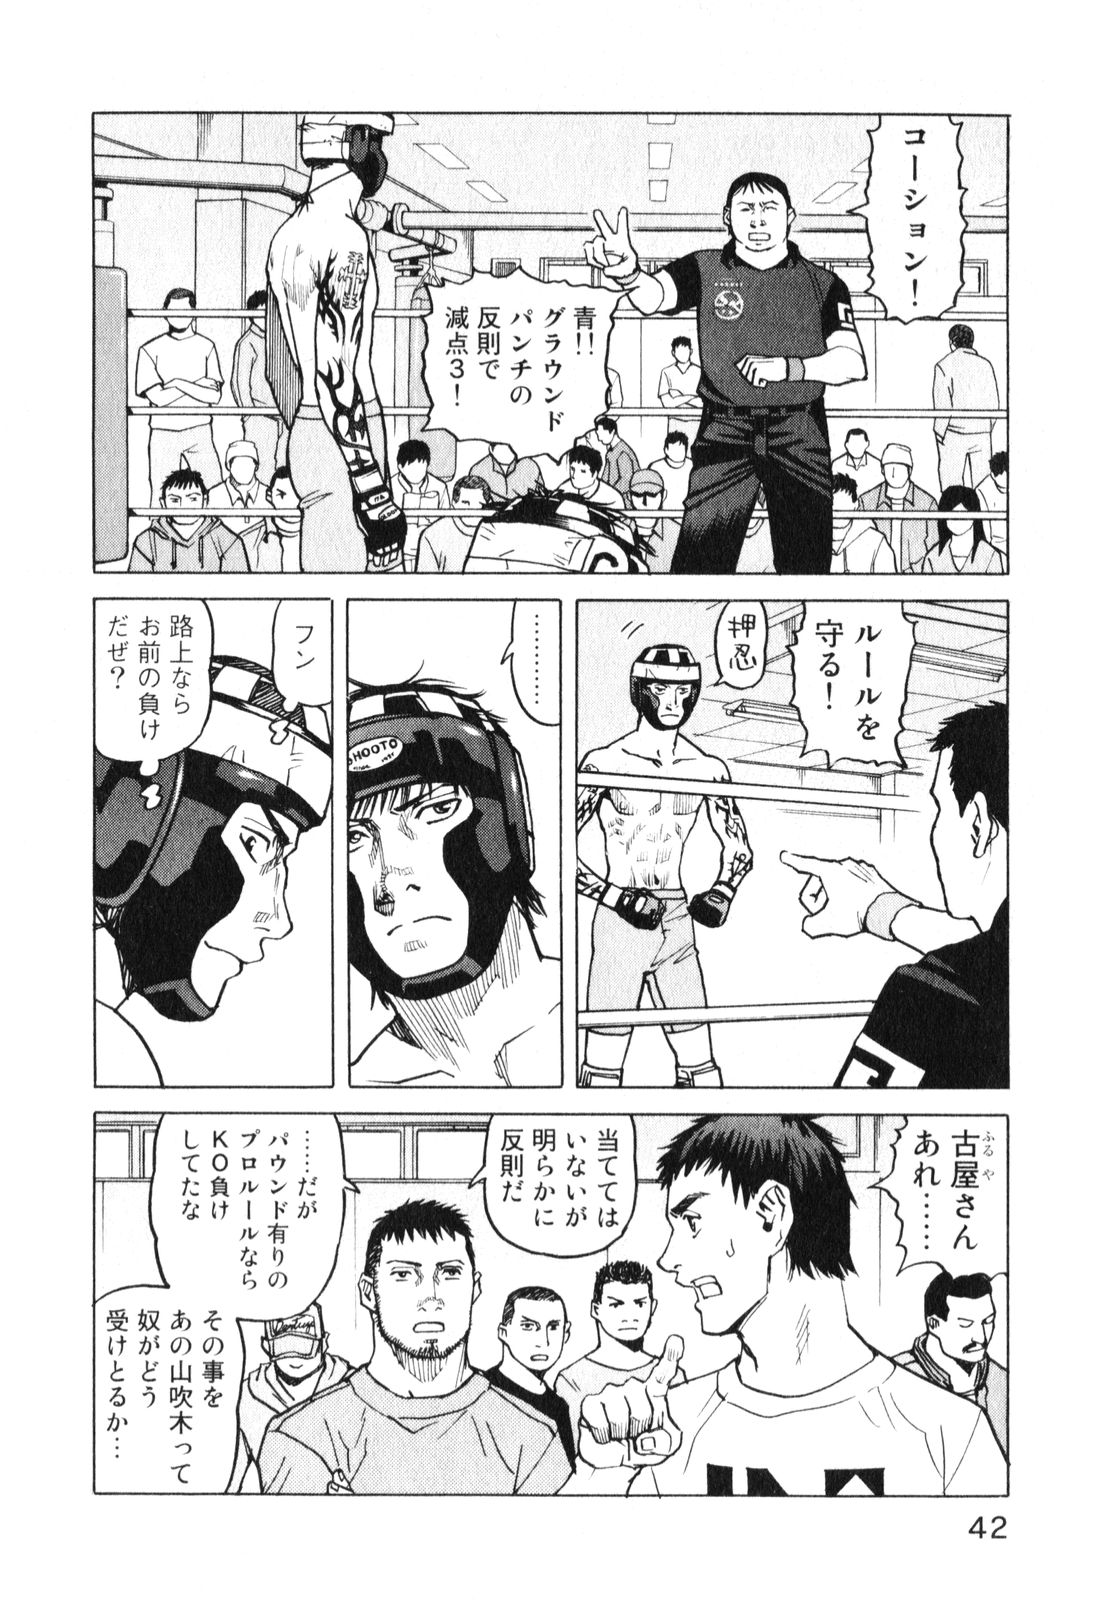 コーション!
青!!
グラウンド
パンチの
反則で
減点3!
ルールを
守る!
押忍
…………
SHOOTO
フン
路上なら
お前の負け
だぜ?
古屋さん
ふるや
あれ……
当てては
いないが
明らかに
反則だ
……だが
パウンド有りの
プロルールなら
KO負け
してたな
その事を
あの山吹木って
奴がどう
受けとるか…
42